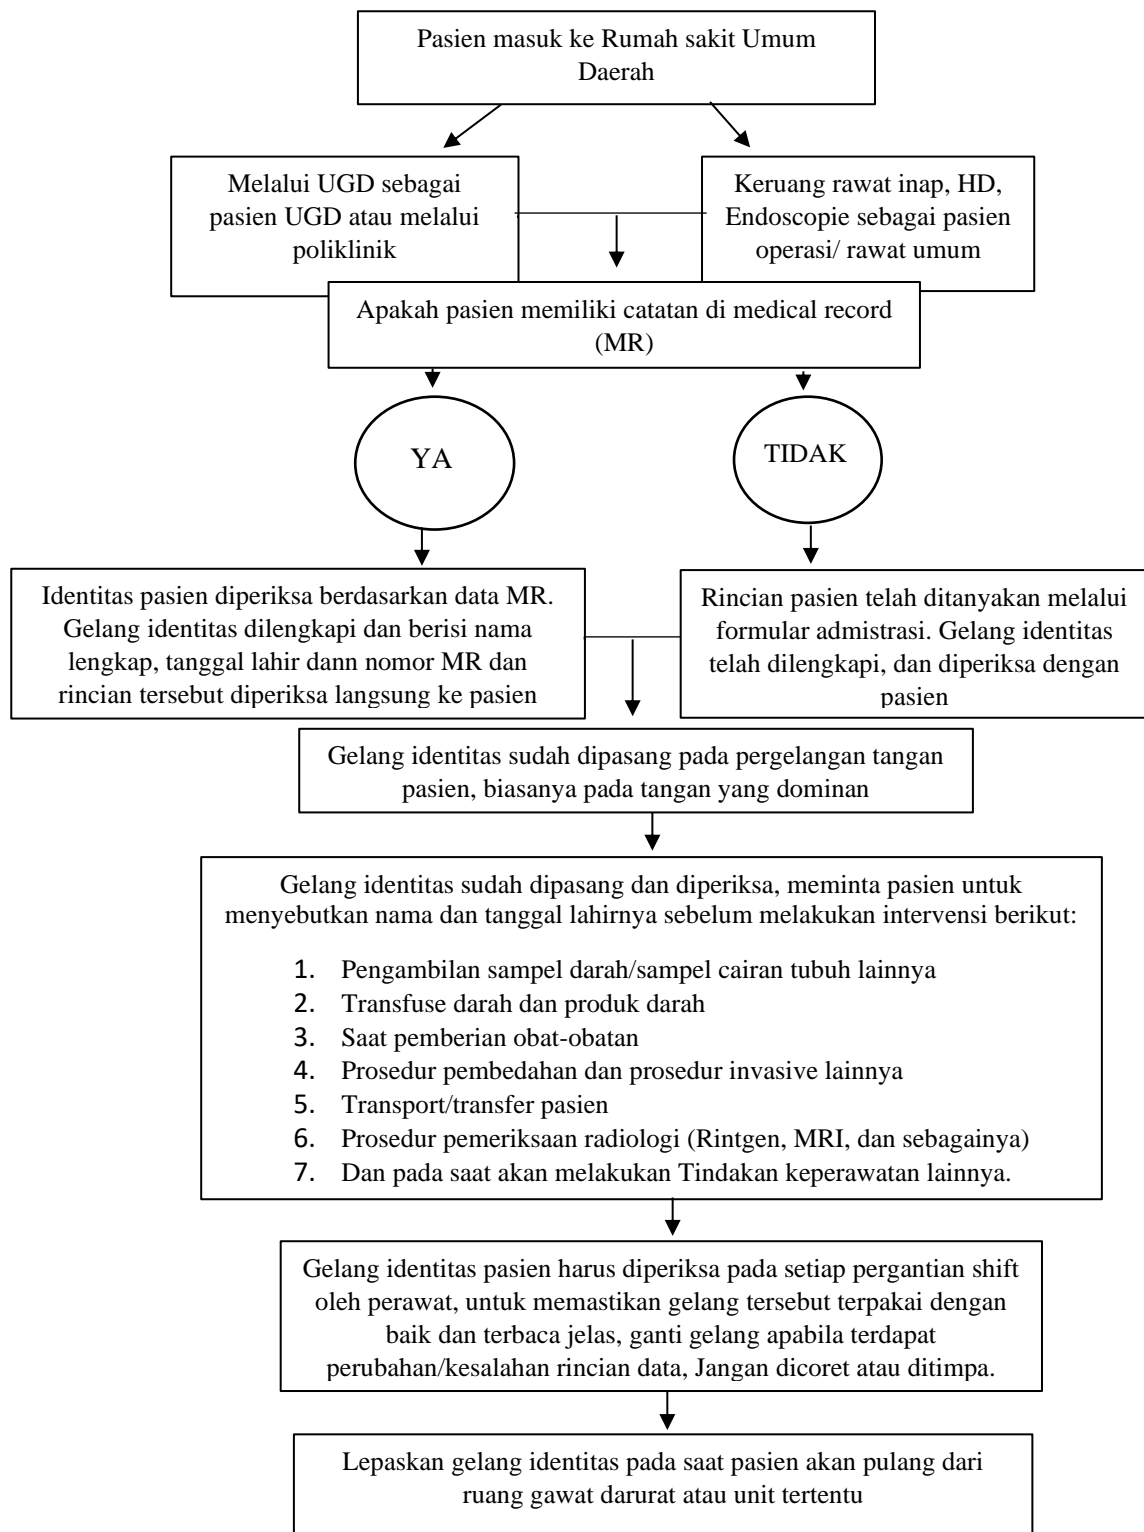 Pasien masuk ke Rumah sakit Umum
Daerah
Melalui UGD sebagai
pasien UGD atau melalui
poliklinik
Keruang rawat inap, HD,
Endoscopie sebagai pasien
operasi/ rawat umum
Apakah pasien memiliki catatan di medical record
(MR)
YA
TIDAK
Identitas pasien diperiksa berdasarkan data MR.
Gelang identitas dilengkapi dan berisi nama
lengkap, tanggal lahir dann nomor MR dan
rincian tersebut diperiksa langsung ke pasien
Rincian pasien telah ditanyakan melalui
formular admistrasi. Gelang identitas
telah dilengkapi, dan diperiksa dengan
pasien
Gelang identitas sudah dipasang pada pergelangan tangan
pasien, biasanya pada tangan yang dominan
Gelang identitas sudah dipasang dan diperiksa, meminta pasien untuk
menyebutkan nama dan tanggal lahirnya sebelum melakukan intervensi berikut:
1. Pengambilan sampel darah/sampel cairan tubuh lainnya
2. Transfuse darah dan produk darah
3. Saat pemberian obat-obatan
4. Prosedur pembedahan dan prosedur invasive lainnya
5. Transport/transfer pasien
6. Prosedur pemeriksaan radiologi (Rintgen, MRI, dan sebagainya)
7. Dan pada saat akan melakukan Tindakan keperawatan lainnya.
Gelang identitas pasien harus diperiksa pada setiap pergantian shift
oleh perawat, untuk memastikan gelang tersebut terpakai dengan
baik dan terbaca jelas, ganti gelang apabila terdapat
perubahan/kesalahan rincian data, Jangan dicoret atau ditimpa.
Lepaskan gelang identitas pada saat pasien akan pulang dari
ruang gawat darurat atau unit tertentu